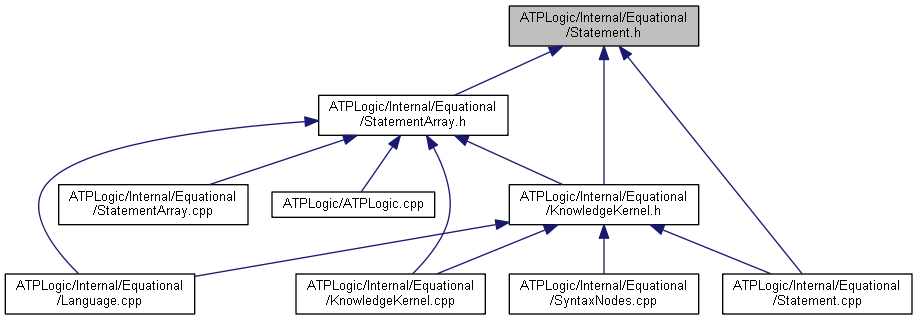 ATPLogic/Internal/Equational
/Statement.h
ATPLogic/Internal/Equational
/StatementArray.h
ATPLogic/Internal/Equational
/StatementArray.cpp
ATPLogic/ATPLogic.cpp
ATPLogic/Internal/Equational
/KnowledgeKernel.h
ATPLogic/Internal/Equational
/Language.cpp
ATPLogic/Internal/Equational
/KnowledgeKernel.cpp
ATPLogic/Internal/Equational
/SyntaxNodes.cpp
ATPLogic/Internal/Equational
/Statement.cpp